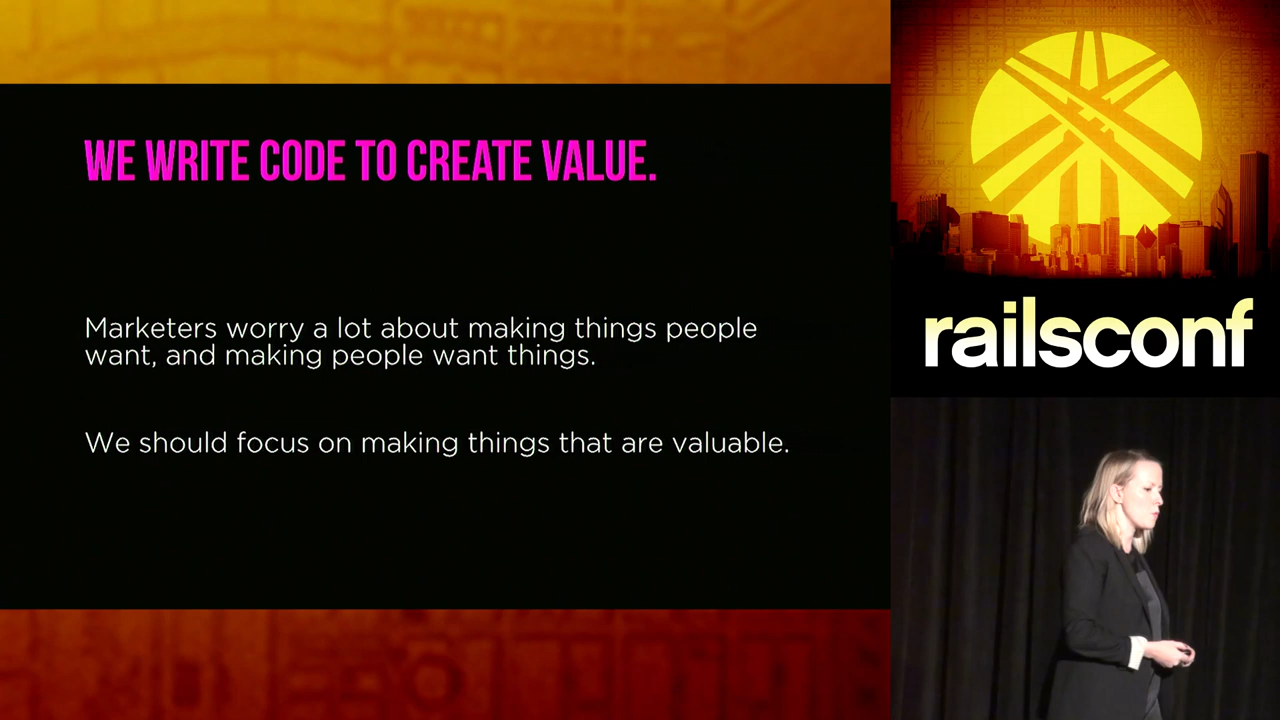 WE WRITE CODE TO CREATE VALUE.
Marketers worry a lot about making things people
want, and making people want things.
We should focus on making things that are valuable.
railsconf